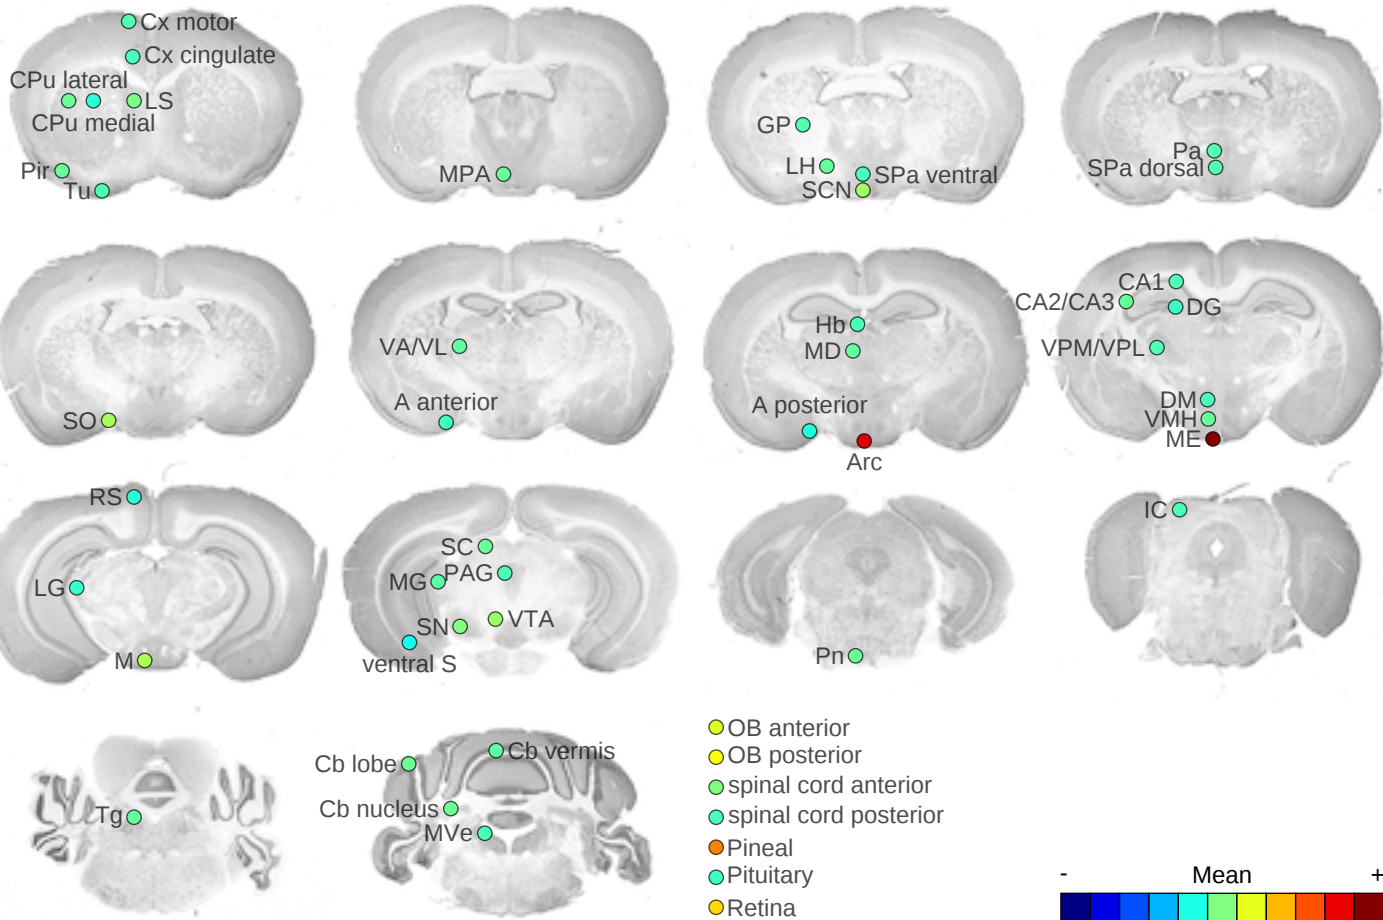 Cx motor
Cx cingulate
CPu lateral
LS
CPu medial
Pir
Tu
MPA
GP
LH
SPa ventral
SCN
Pa
SPa dorsal
SO
VA/VL
A anterior
Hb
MD
A posterior
Arc
CA1
CA2/CA3
DG
VPM/VPL
DM
VMH
ME
RS
LG
M
SC
MG
PAG
SN
VTA
ventral S
Pn
IC
Tg
Cb lobe
Cb vermis
Cb nucleus
MVe
OB anterior
OB posterior
spinal cord anterior
spinal cord posterior
Pineal
Pituitary
Retina
- Mean +